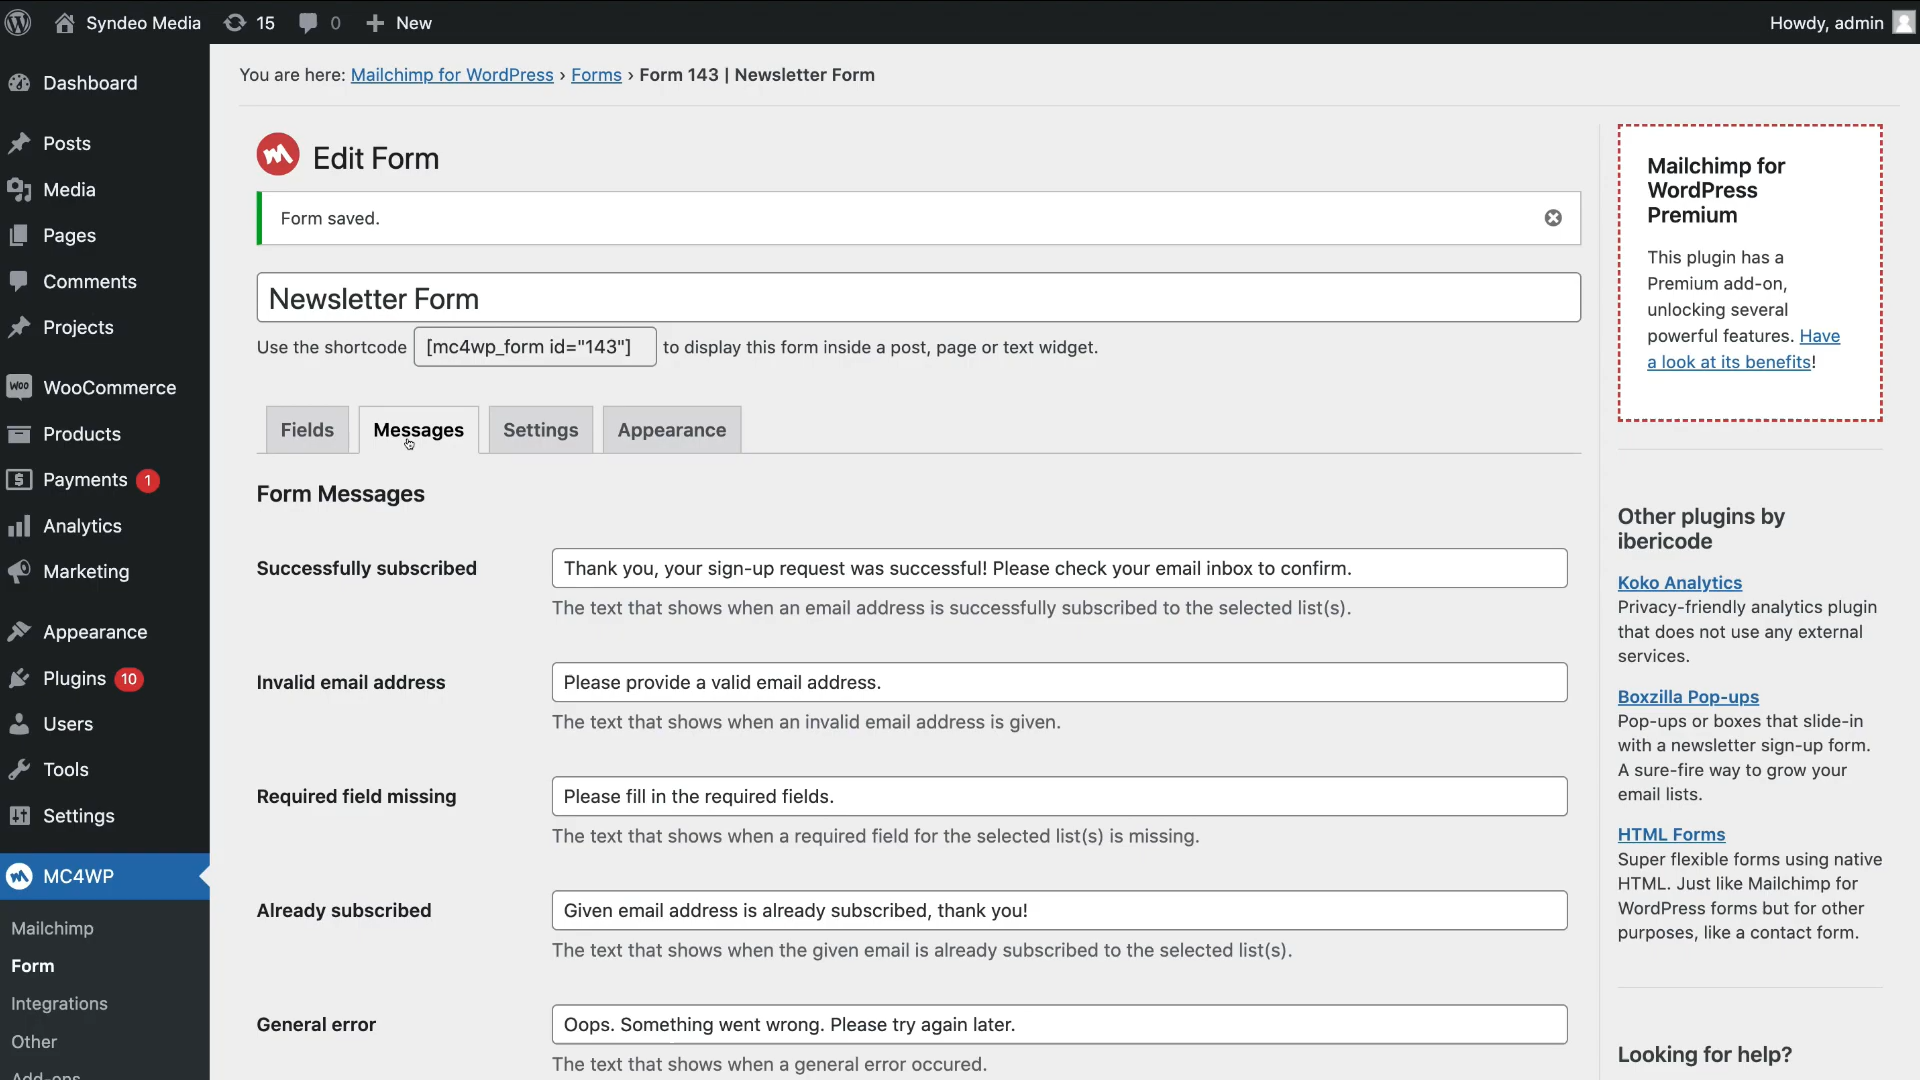 Syndeo Media 15 0 New Howdy, admin
Dashboard
Posts
Media
Pages
Comments
Projects
WooCommerce
Products
Payments 1
Analytics
Marketing
Appearance
Plugins 10
Users
Tools
Settings
MC4WP
Mailchimp
Form
Integrations
Other
Add-ons
You are here: Mailchimp for WordPress › Forms › Form 143 | Newsletter Form
Edit Form
Form saved.
Newsletter Form
Use the shortcode [mc4wp_form id="143"] to display this form inside a post, page or text widget.
Fields Messages Settings Appearance
Form Messages
Successfully subscribed
Thank you, your sign-up request was successful! Please check your email inbox to confirm.
The text that shows when an email address is successfully subscribed to the selected list(s).
Invalid email address
Please provide a valid email address.
The text that shows when an invalid email address is given.
Required field missing
Please fill in the required fields.
The text that shows when a required field for the selected list(s) is missing.
Already subscribed
Given email address is already subscribed, thank you!
The text that shows when the given email is already subscribed to the selected list(s).
General error
Oops. Something went wrong. Please try again later.
The text that shows when a general error occured.
Mailchimp for
WordPress
Premium
This plugin has a
Premium add-on,
unlocking several
powerful features. Have
a look at its benefits!
Other plugins by
ibericode
Koko Analytics
Privacy-friendly analytics plugin
that does not use any external
services.
Boxzilla Pop-ups
Pop-ups or boxes that slide-in
with a newsletter sign-up form.
A sure-fire way to grow your
email lists.
HTML Forms
Super flexible forms using native
HTML. Just like Mailchimp for
WordPress forms but for other
purposes, like a contact form.
Looking for help?